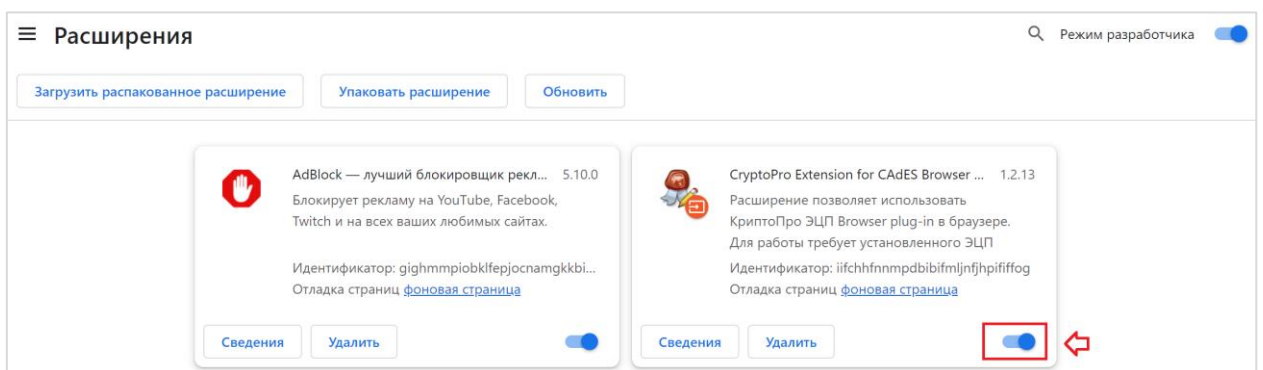 Расширения
Режим разработчика
Загрузить распакованное расширение
Упаковать расширение
Обновить
AdBlock — лучший блокировщик рекл... 5.10.0
Блокирует рекламу на YouTube, Facebook,
Twitch и на всех ваших любимых сайтах.
Идентификатор: gighmmpiobklfepjocnamgkkbi...
Отладка страниц фоновая страница
Сведения
Удалить
CryptoPro Extension for CAdES Browser ... 1.2.13
Расширение позволяет использовать
КриптоПро ЭЦП Browser plug-in в браузере.
Для работы требует установленного ЭЦП
Идентификатор: iifchhfnnmpdbibifmljnfjhpififfog
Отладка страниц фоновая страница
Сведения
Удалить